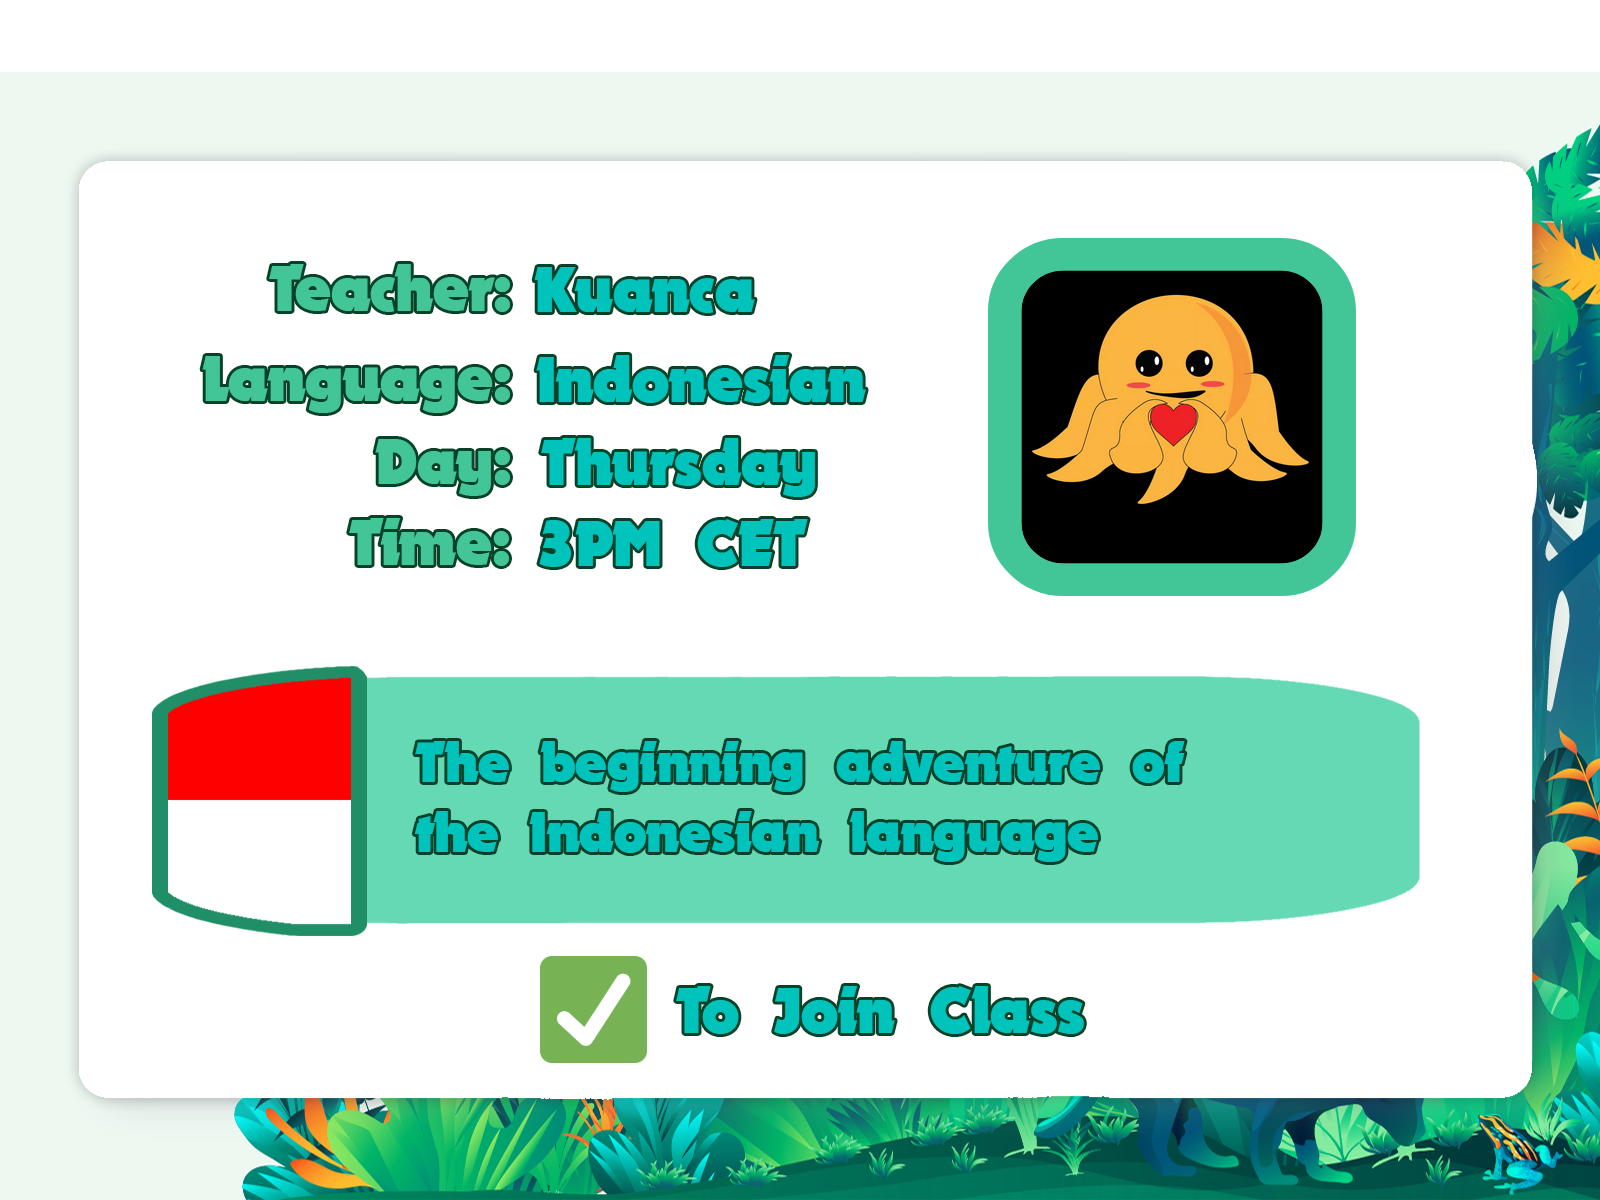 Teacher: Kuanca
Language: Indonesian
Day: Thursday
Time: 3PM CET
The beginning adventure of
the Indonesian language
To Join Class